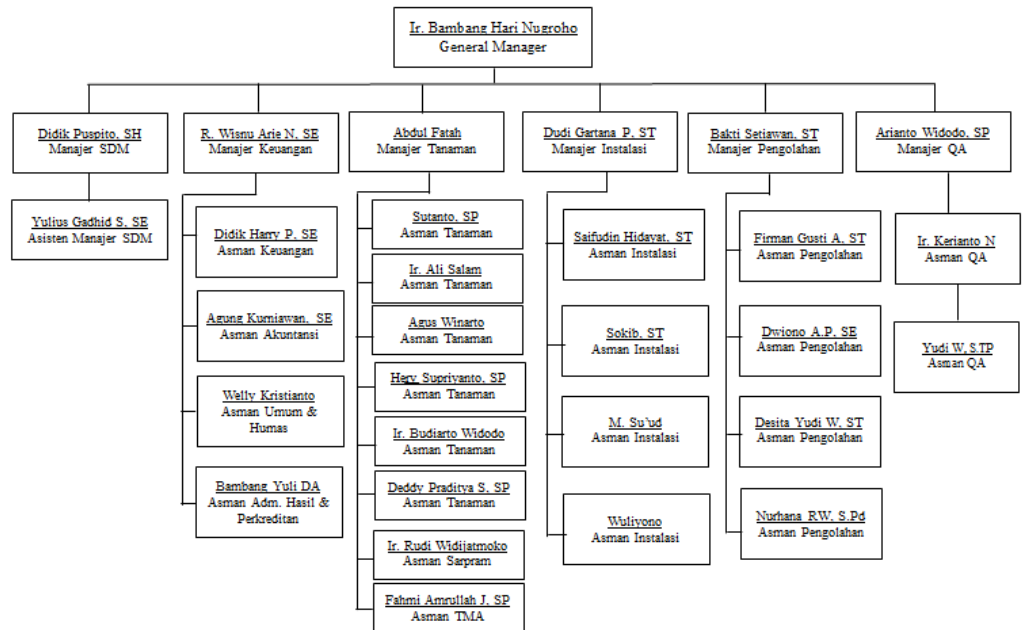 Ir. Bambang Hari Nugroho
General Manager
Didik Puspito, SH
Manajer SDM
R. Wisnu Arie N, SE
Manajer Keuangan
Abdul Fatah
Manajer Tanaman
Dudi Gartana P, ST
Manajer Instalasi
Bakti Setiawan, ST
Manajer Pengolahan
Arianto Widodo, SP
Manajer QA
Yulius Gadhid S, SE
Asisten Manajer SDM
Didik Harry P, SE
Asman Keuangan
Agung Kurniawan, SE
Asman Akuntansi
Welly Kristianto
Asman Umum &
Humas
Bambang Yuli DA
Asman Adm. Hasil &
Perkreditan
Sutanto, SP
Asman Tanaman
Ir. Ali Salam
Asman Tanaman
Agus Winarto
Asman Tanaman
Hery Supriyanto, SP
Asman Tanaman
Ir. Budiarto Widodo
Asman Tanaman
Deddy Praditya S, SP
Asman Tanaman
Ir. Rudi Widijatmoko
Asman Sarpram
Fahmi Amrullah J, SP
Asman TMA
Saifudin Hidayat, ST
Asman Instalasi
Sokib, ST
Asman Instalasi
M. Su'ud
Asman Instalasi
Wuliyono
Asman Instalasi
Firman Gusti A, ST
Asman Pengolahan
Dwiono A.P, SE
Asman Pengolahan
Desita Yudi W, ST
Asman Pengolahan
Nurhana RW, S.Pd
Asman Pengolahan
Ir. Kerianto N
Asman QA
Yudi W, S.TP
Asman QA